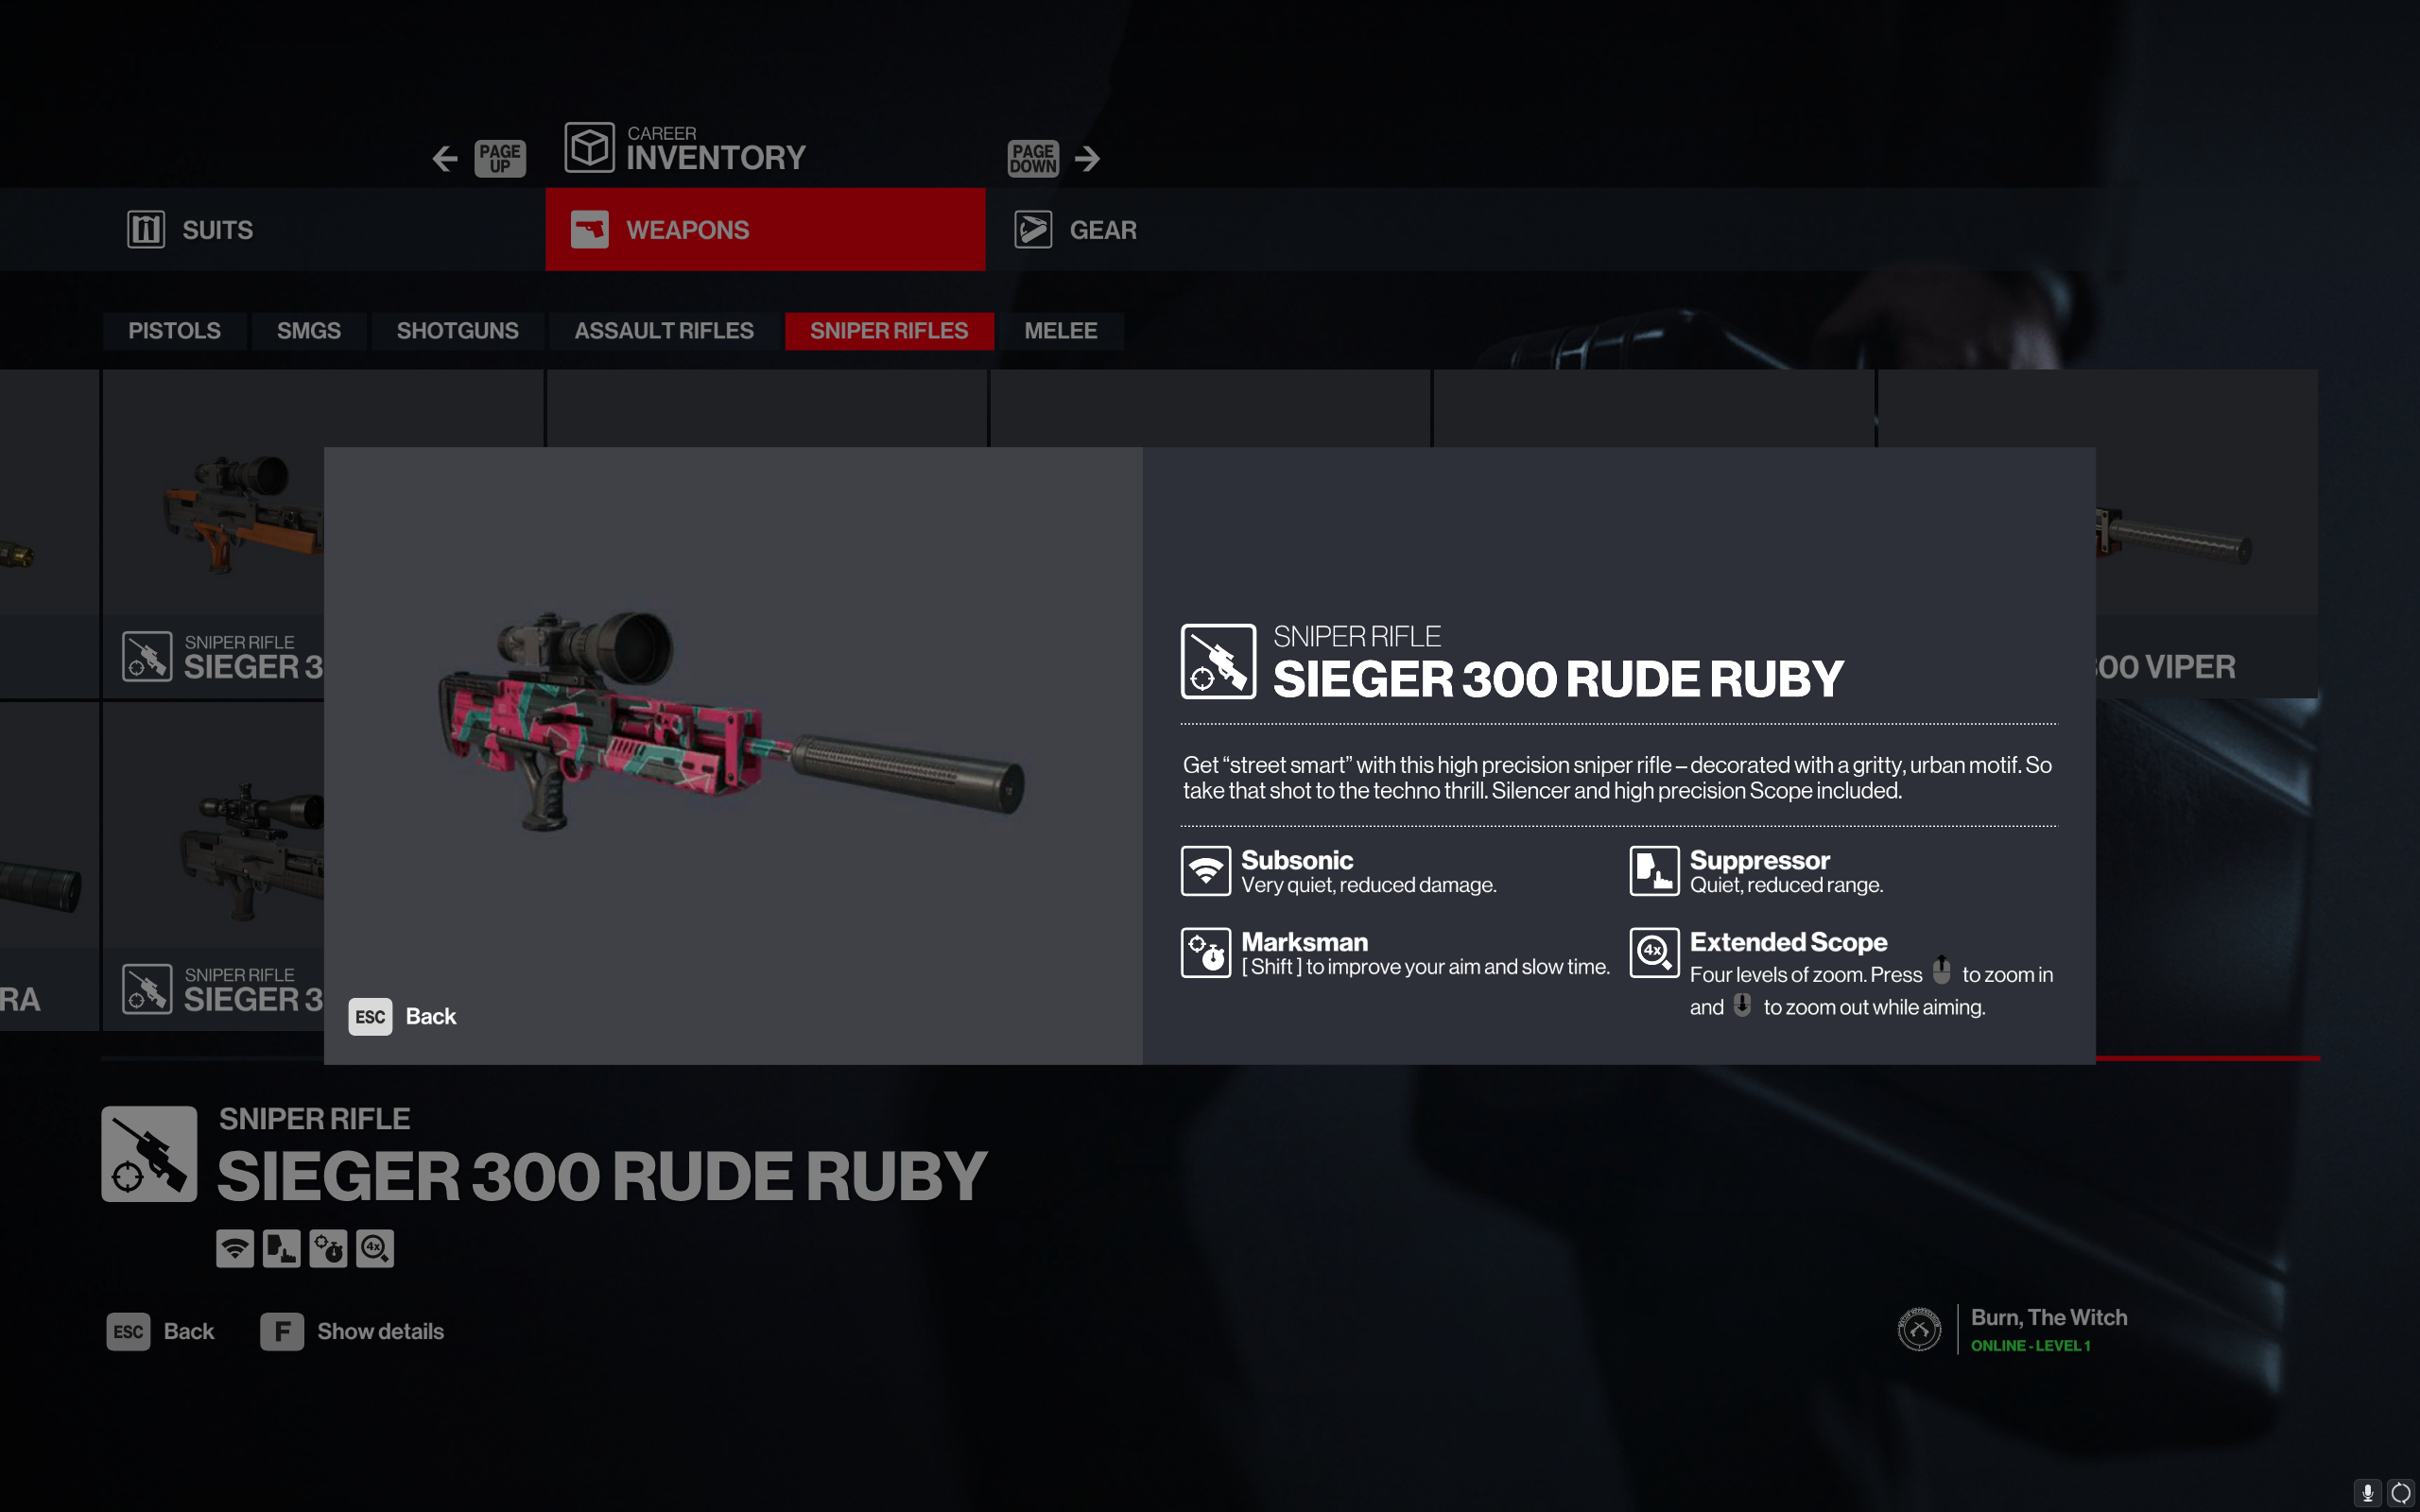 CAREER
PAGE UP
INVENTORY
PAGE DOWN
SUITS
WEAPONS
GEAR
PISTOLS
SMGS
SHOTGUNS
ASSAULT RIFLES
SNIPER RIFLES
MELEE
SNIPER RIFLE
SIEGER 3
00 VIPER
SNIPER RIFLE
SIEGER 300 RUDE RUBY
Get “street smart” with this high precision sniper rifle – decorated with a gritty, urban motif. So
take that shot to the techno thrill. Silencer and high precision Scope included.
Subsonic
Very quiet, reduced damage.
Suppressor
Quiet, reduced range.
Marksman
[ Shift ] to improve your aim and slow time.
4x
Extended Scope
Four levels of zoom. Press to zoom in
and to zoom out while aiming.
RA
SNIPER RIFLE
SIEGER 3
ESC Back
SNIPER RIFLE
SIEGER 300 RUDE RUBY
4x
ESC Back
F Show details
Burn, The Witch
ONLINE - LEVEL 1